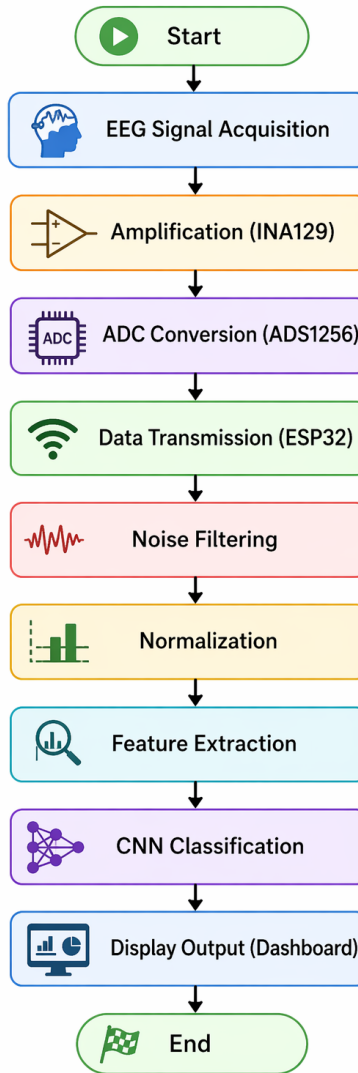 Start
EEG Signal Acquisition
Amplification (INA129)
ADC
ADC Conversion (ADS1256)
Data Transmission (ESP32)
Noise Filtering
Normalization
Feature Extraction
CNN Classification
Display Output (Dashboard)
End